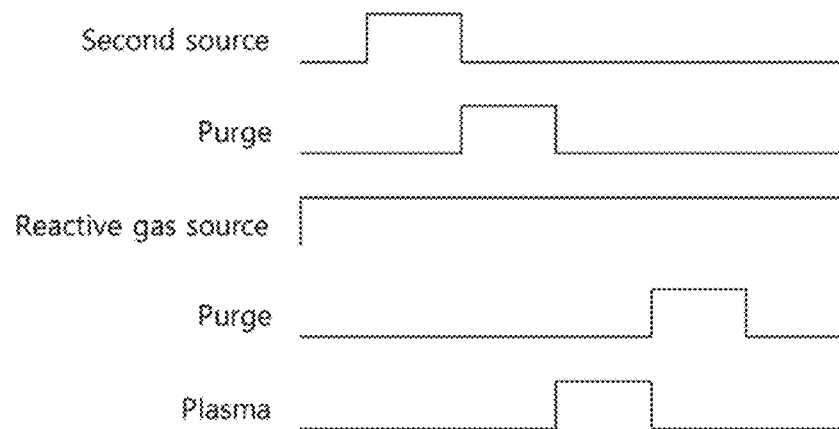 Second source
Purge
Reactive gas source
Purge
Plasma